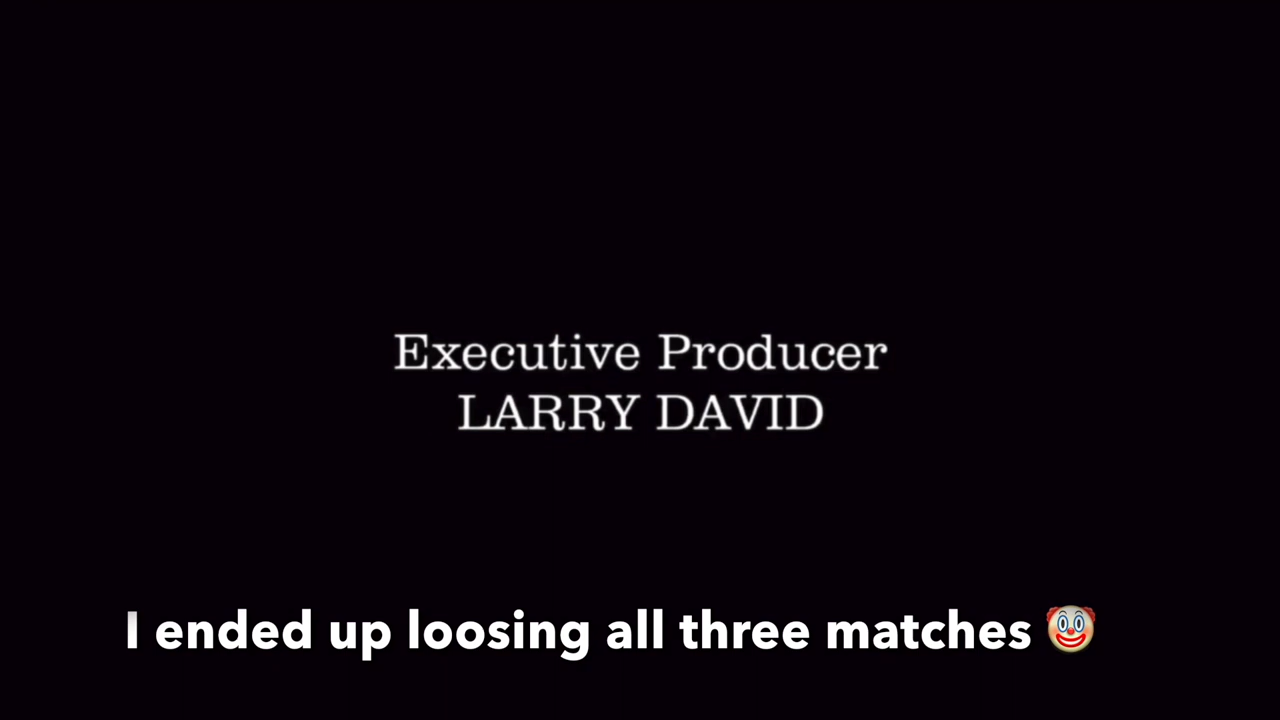 Executive Producer
LARRY DAVID
I ended up loosing all three matches 🤡